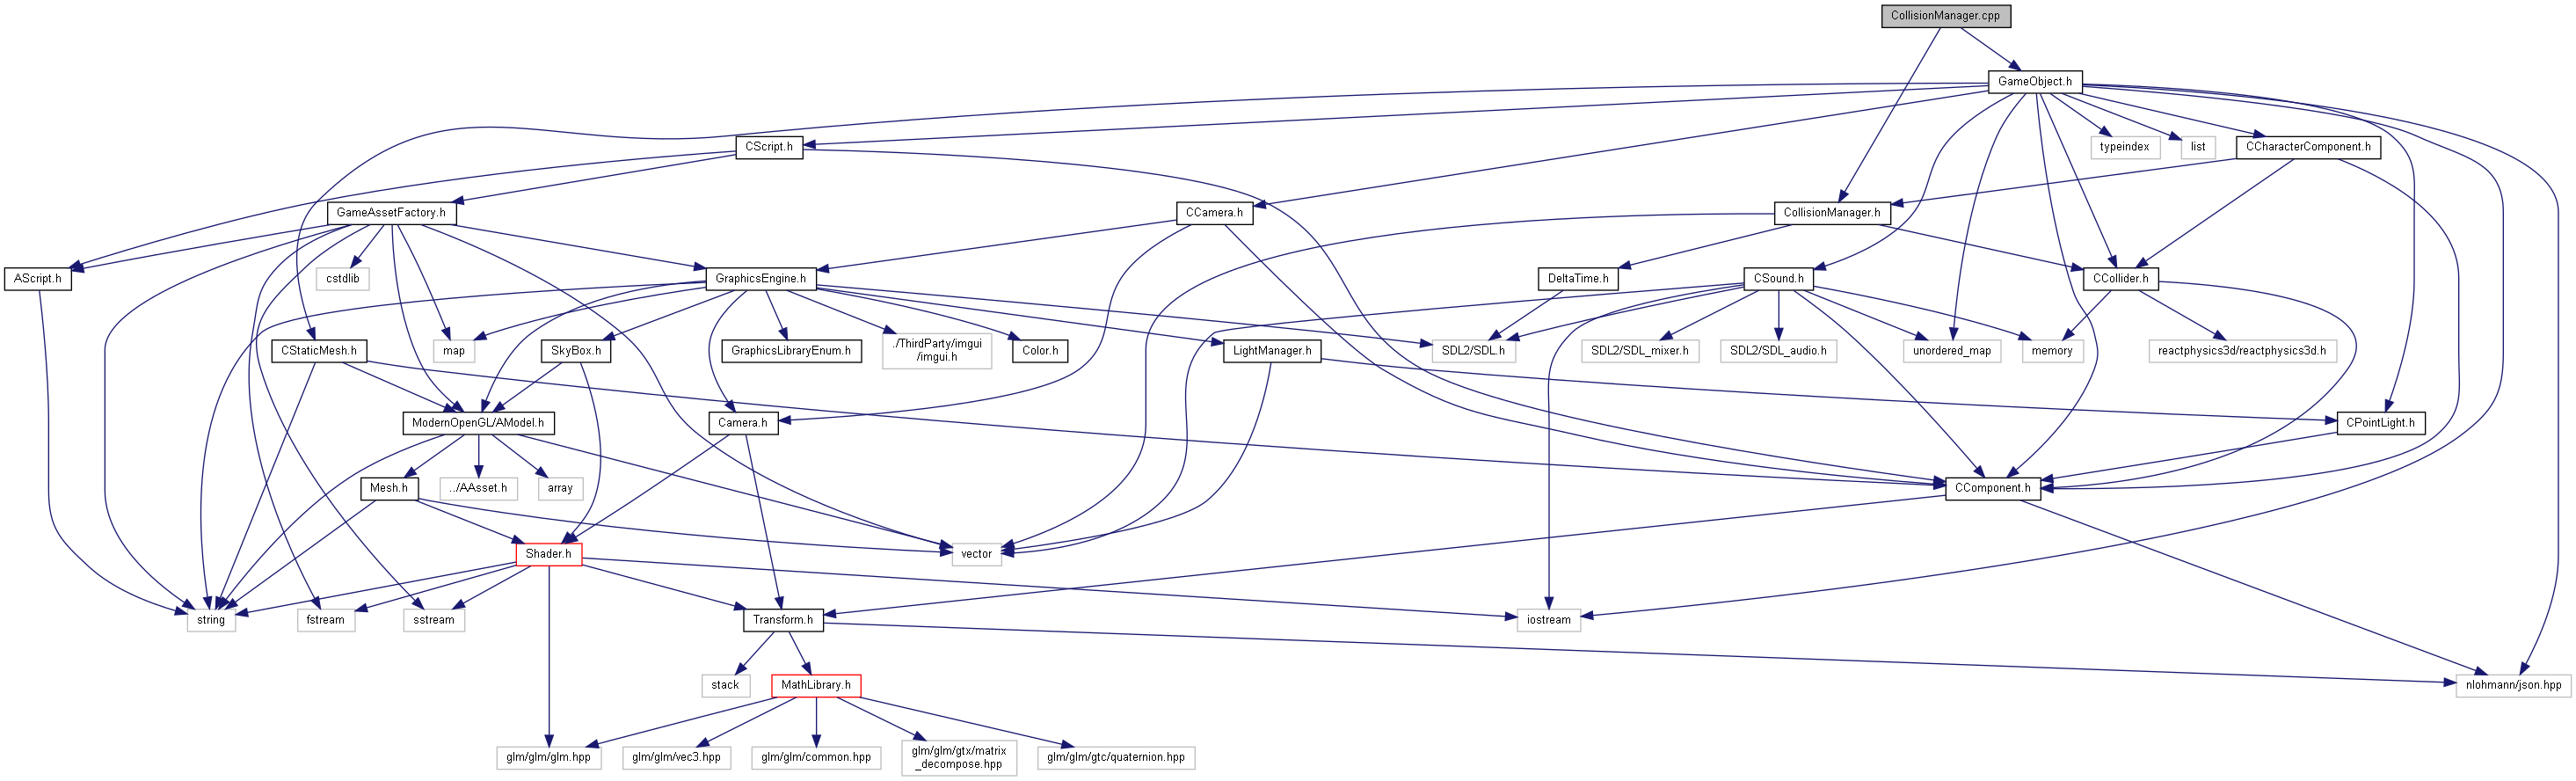 CollisionManager.cpp
GameObject.h
CScript.h
typeindex
list
CCharacterComponent.h
GameAssetFactory.h
CCamera.h
CollisionManager.h
AScript.h
cstdlib
GraphicsEngine.h
DeltaTime.h
CSound.h
CCollider.h
CStaticMesh.h
map
SkyBox.h
GraphicsLibraryEnum.h
./ThirdParty/imgui
/imgui.h
Color.h
LightManager.h
SDL2/SDL.h
SDL2/SDL_mixer.h
SDL2/SDL_audio.h
unordered_map
memory
reactphysics3d/reactphysics3d.h
ModernOpenGL/AModel.h
Camera.h
CPointLight.h
Mesh.h
../AAsset.h
array
CComponent.h
Shader.h
vector
string
fstream
sstream
Transform.h
iostream
stack
MathLibrary.h
nlohmann/json.hpp
glm/glm/glm.hpp
glm/glm/vec3.hpp
glm/glm/common.hpp
glm/glm/gtx/matrix
_decompose.hpp
glm/glm/gtc/quaternion.hpp